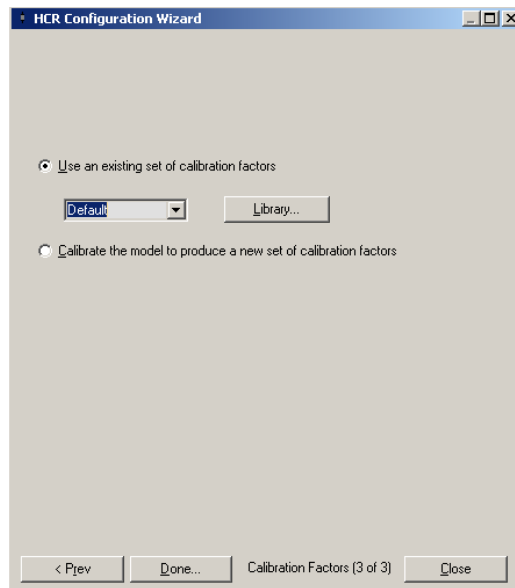 HCR Configuration Wizard
Use an existing set of calibration factors
Default
Library...
Calibrate the model to produce a new set of calibration factors
< Prev
Done...
Calibration Factors (3 of 3)
Close